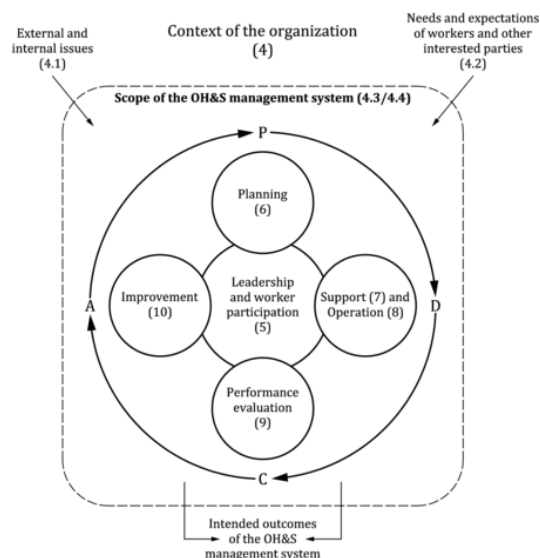 External and
internal issues
(4.1)
Context of the organization
(4)
Needs and expectations
of workers and other
interested parties
(4.2)
Scope of the OH&S management system (4.3/4.4)
P
Planning
(6)
A
Improvement
(10)
Leadership
and worker
participation
(5)
Support (7) and
Operation (8)
D
Performance
evaluation
(9)
C
Intended outcomes
of the OH&S
management system